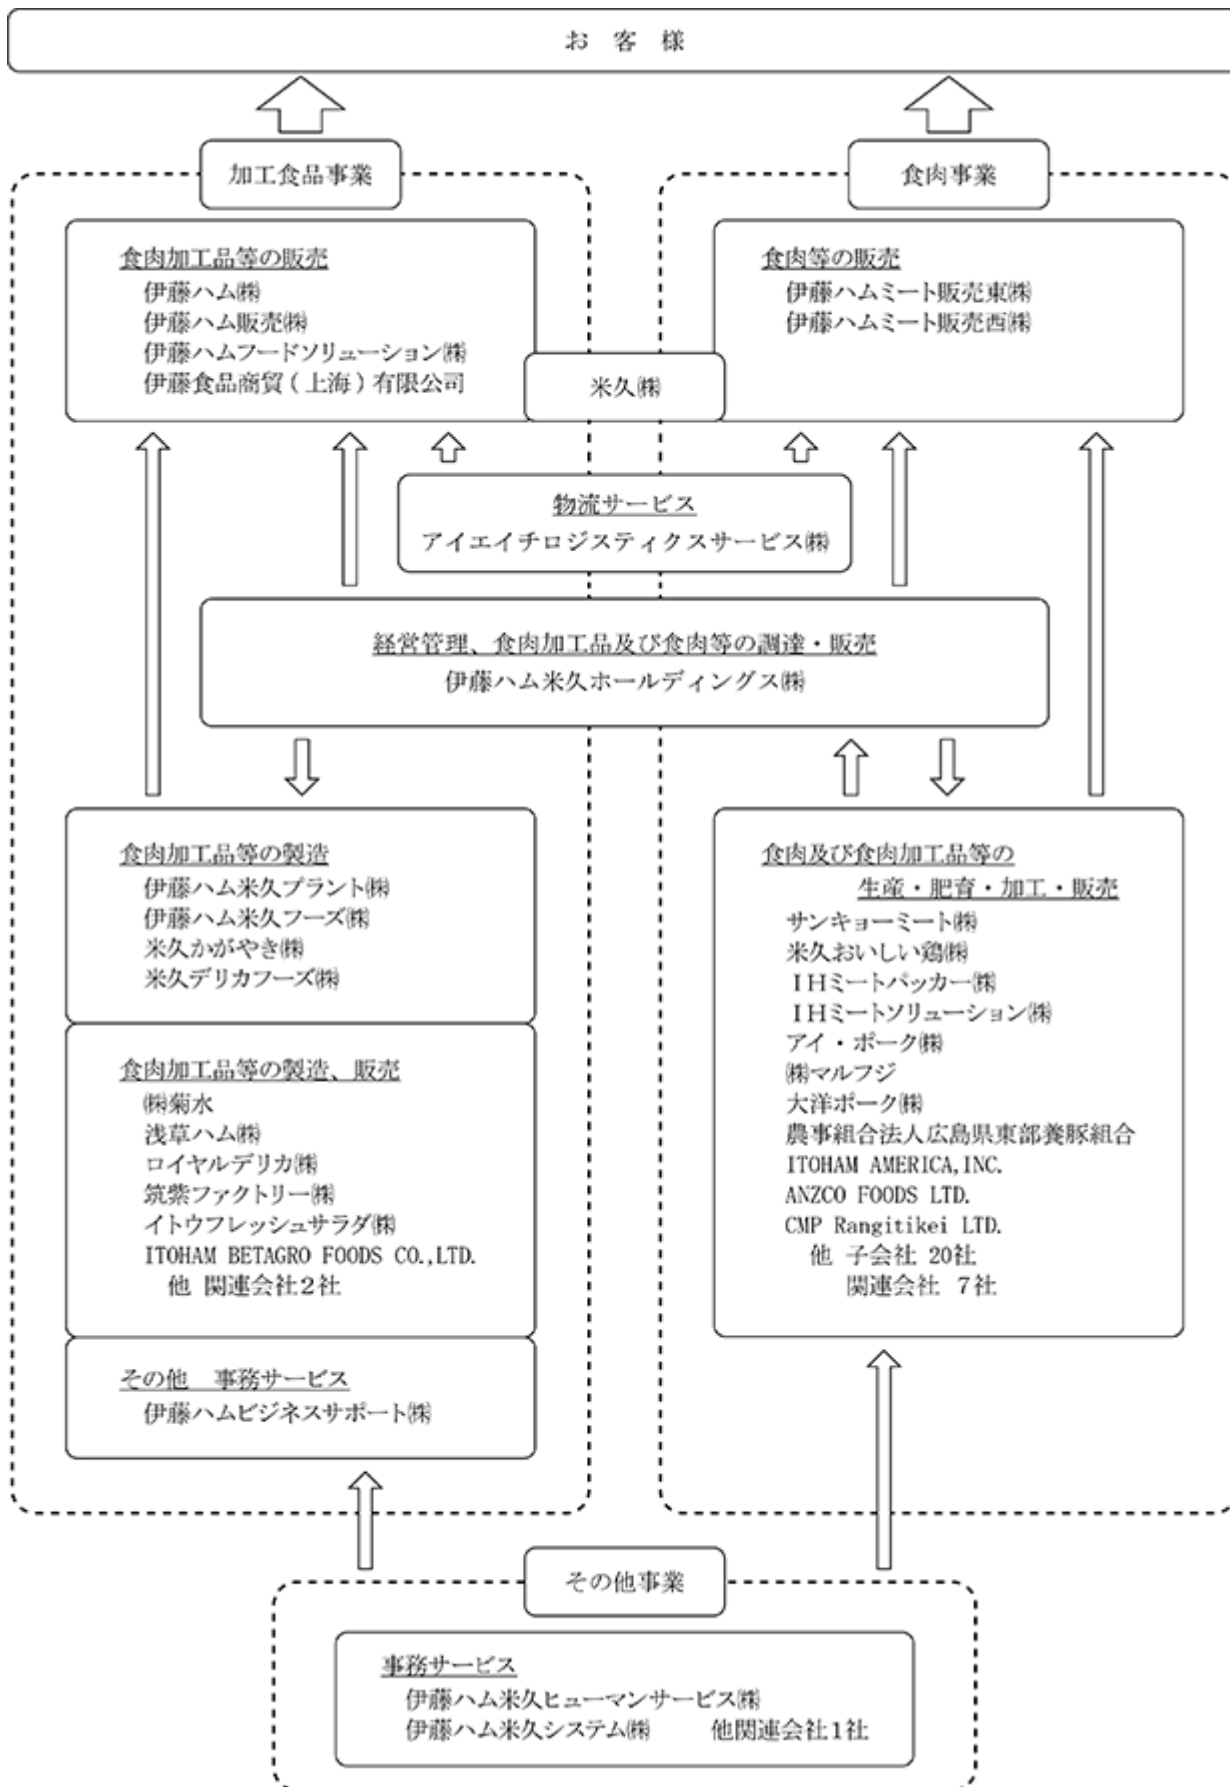 お 客 様
加工食品事業
食肉加工品等の販売
伊藤ハム㈱
伊藤ハム販売㈱
伊藤ハムフードソリューション㈱
伊藤食品商貿(上海)有限公司
食肉事業
食肉等の販売
伊藤ハムミート販売東㈱
伊藤ハムミート販売西㈱
米久㈱
物流サービス
アイエイチロジスティクスサービス㈱
経営管理、食肉加工品及び食肉等の調達・販売
伊藤ハム米久ホールディングス㈱
食肉加工品等の製造
伊藤ハム米久プラント㈱
伊藤ハム米久フーズ㈱
米久かがやき㈱
米久デリカフーズ㈱
食肉加工品等の製造、販売
㈱菊水
浅草ハム㈱
ロイヤルデリカ㈱
筑紫ファクトリー㈱
イトウフレッシュサラダ㈱
ITOHAM BETAGRO FOODS CO.,LTD.
他 関連会社2社
その他 事務サービス
伊藤ハムビジネスサポート㈱
食肉及び食肉加工品等の
生産・肥育・加工・販売
サンキョーミート㈱
米久おいしい鶏㈱
IHミートパッカー㈱
IHミートソリューション㈱
アイ・ポーク㈱
㈱マルフジ
大洋ポーク㈱
農事組合法人広島県東部養豚組合
ITOHAM AMERICA,INC.
ANZCO FOODS LTD.
CMP Rangitikei LTD.
他 子会社 20社
関連会社 7社
その他事業
事務サービス
伊藤ハム米久ヒューマンサービス㈱
伊藤ハム米久システム㈱ 他関連会社1社